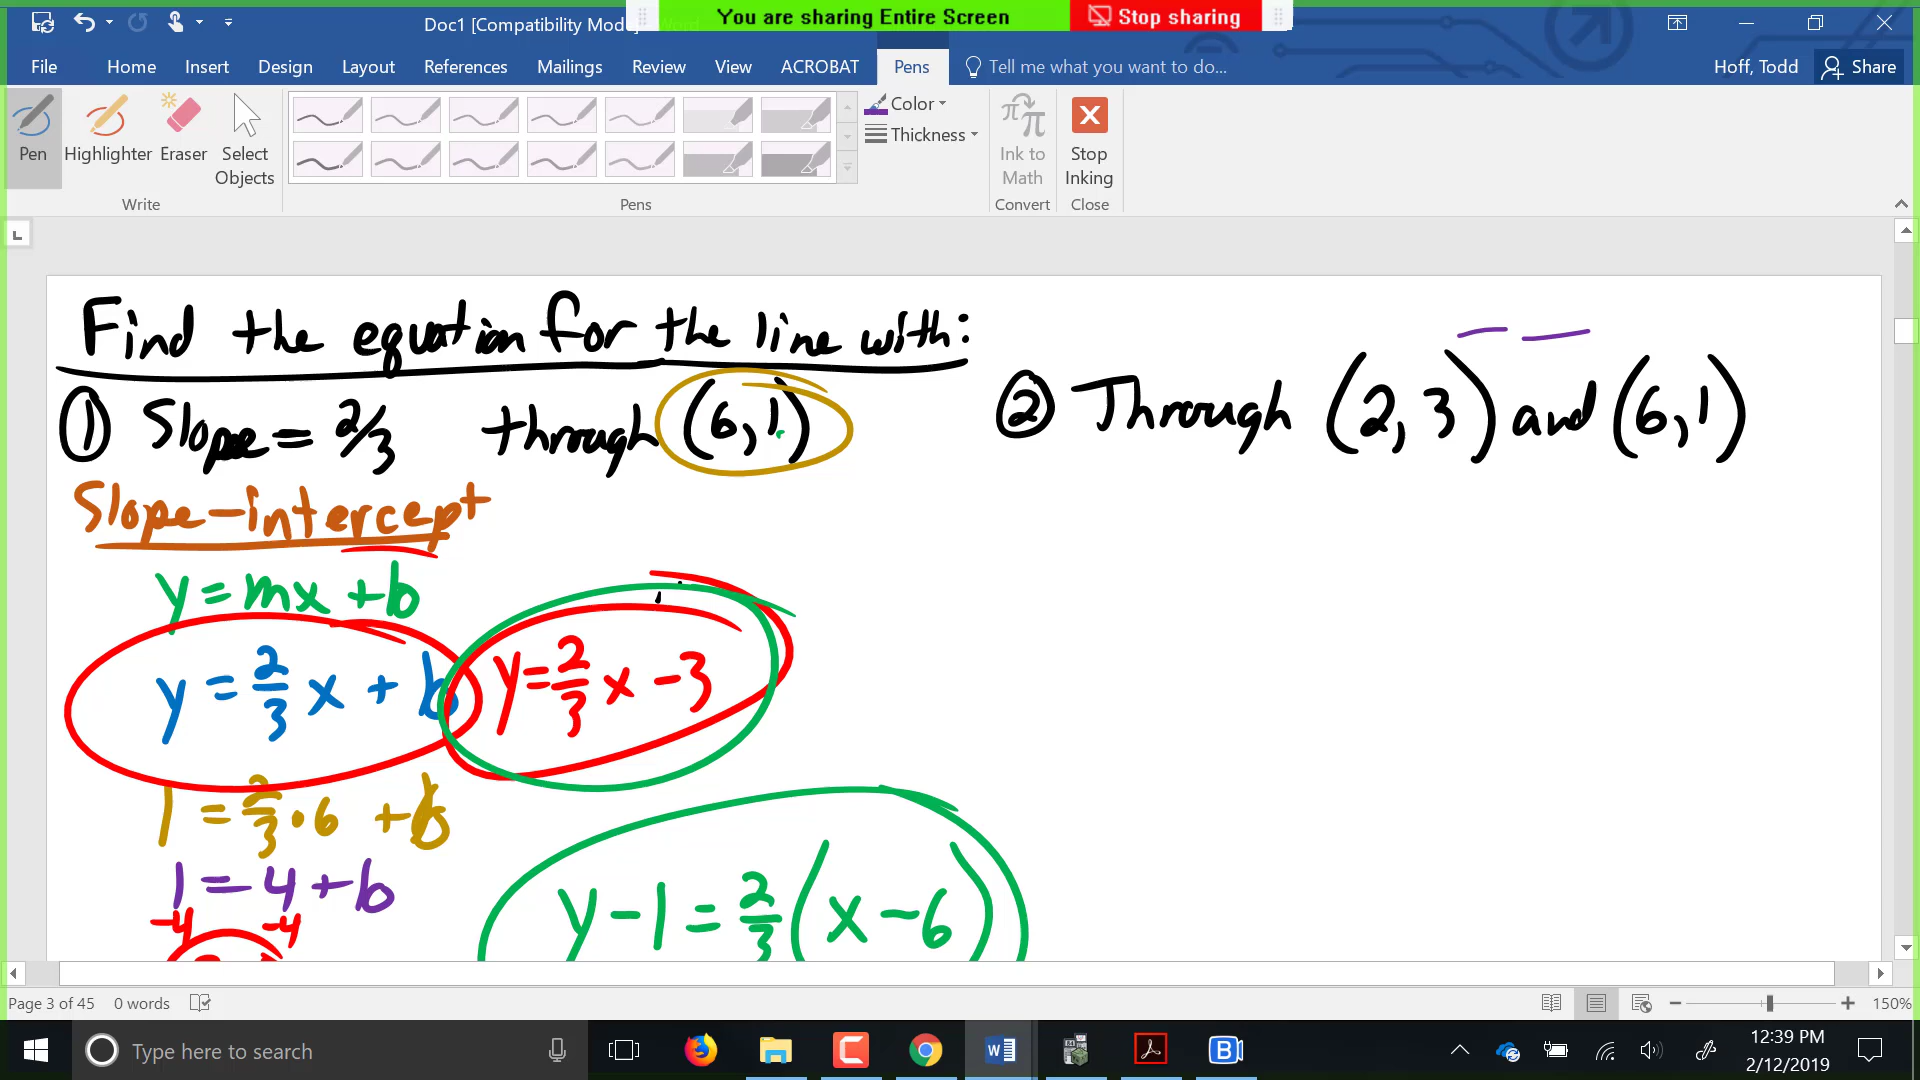 Doc1 [Compatibility Mode] - Word
You are sharing Entire Screen
Stop sharing
File Home Insert Design Layout References Mailings Review View ACROBAT Pens Tell me what you want to do... Hoff, Todd Share
Pen Highlighter Eraser Select Objects
Color
Thickness
Ink to Math
Stop Inking
Write Pens Convert Close
Find the equation for the line with:
① Slope = 2/3 through (6,1)
② Through (2,3) and (6,1)
Slope-intercept
y = mx + b
y = 2/3 x + b
y = 2/3 x - 3
1 = 2/3 • 6 + b
1 = 4 + b
-4 -4
y - 1 = 2/3 (x - 6)
Page 3 of 45 0 words 150%
Type here to search
12:39 PM
2/12/2019